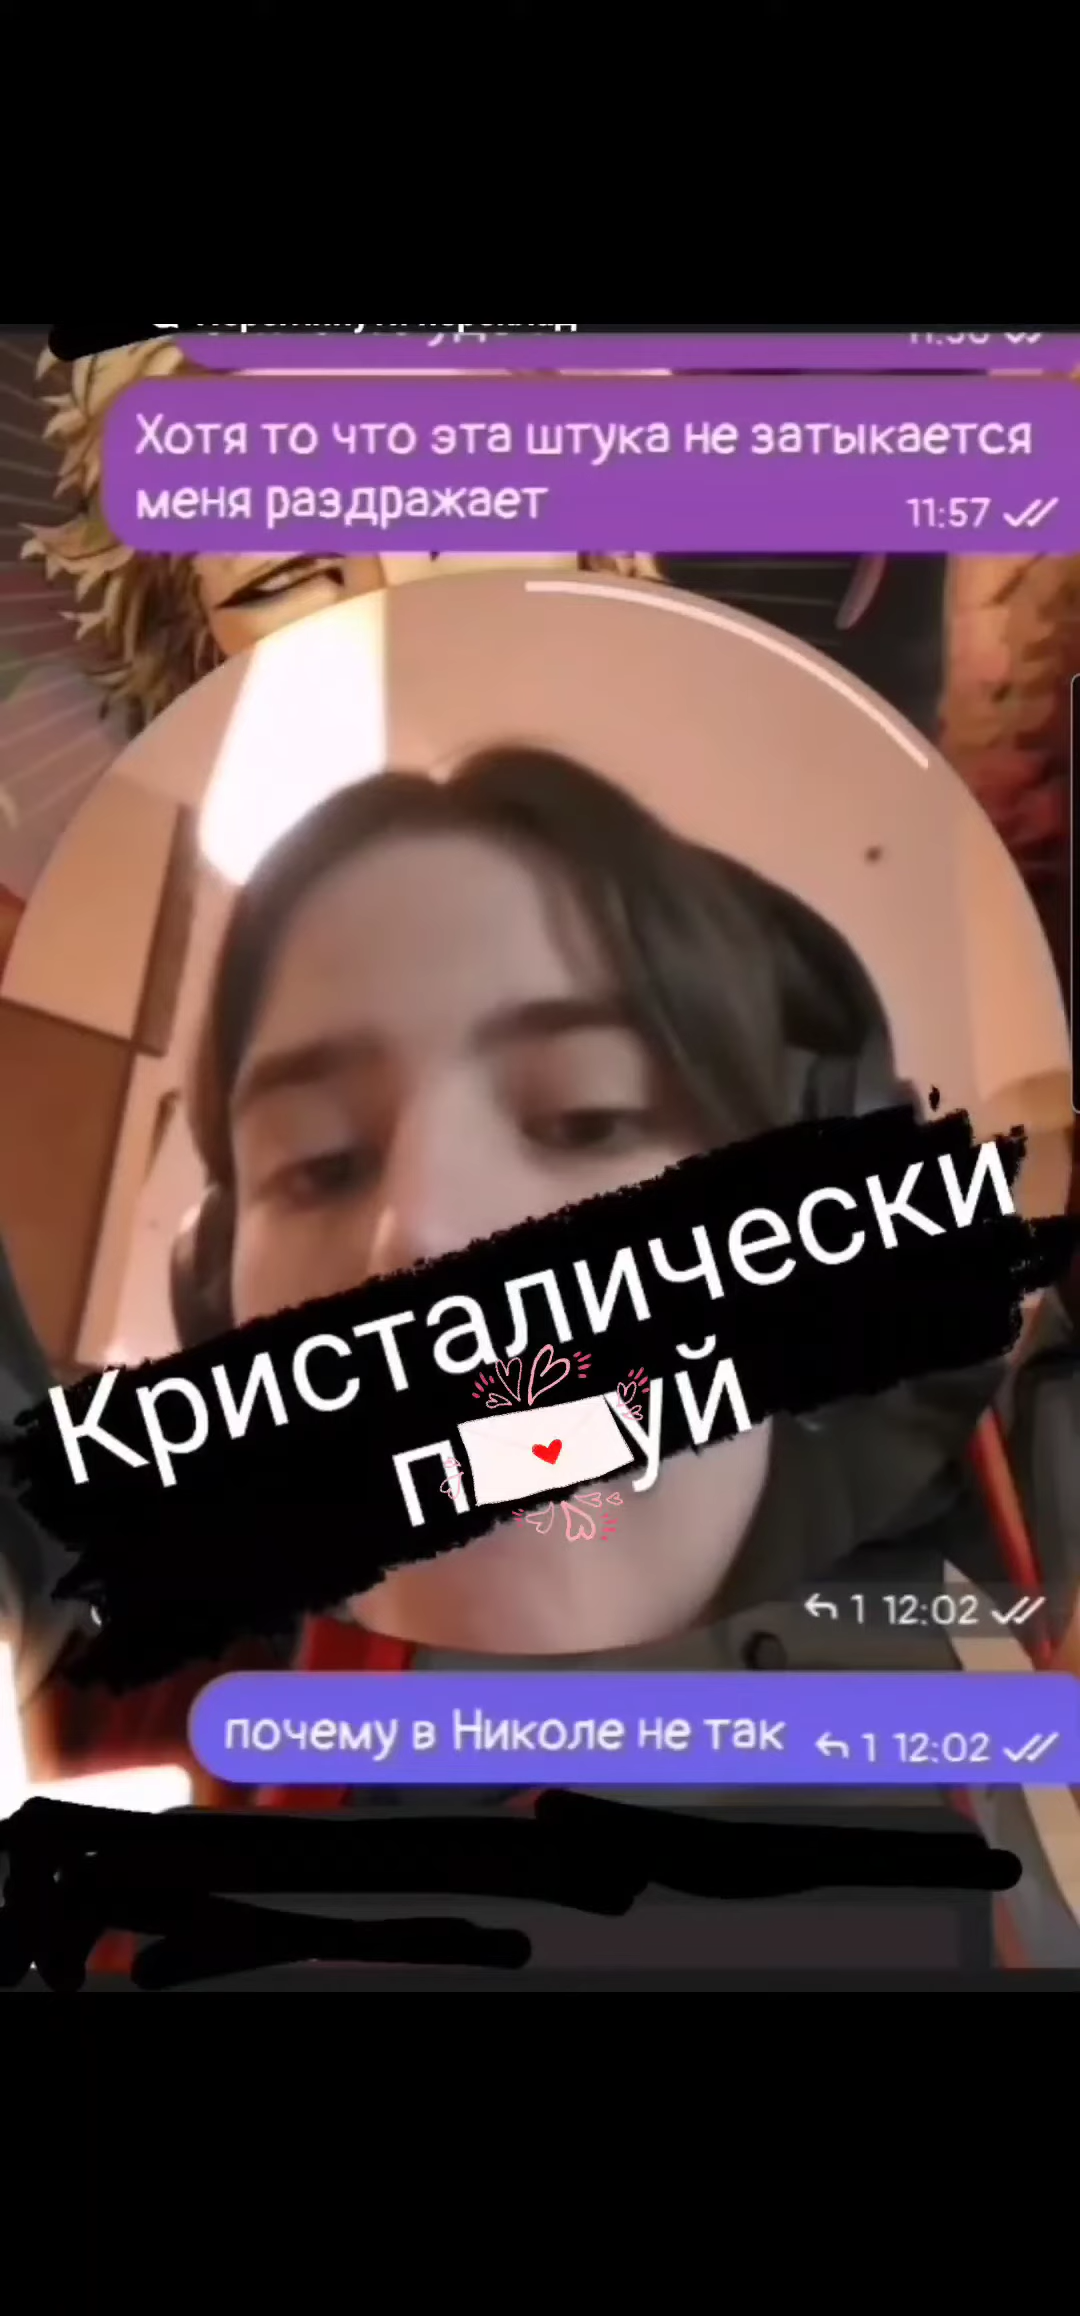 Хотя то что эта штука не затыкается
меня раздражает 11:57
Кристалически
п уй
1 12:02
почему в Николе не так 1 12:02